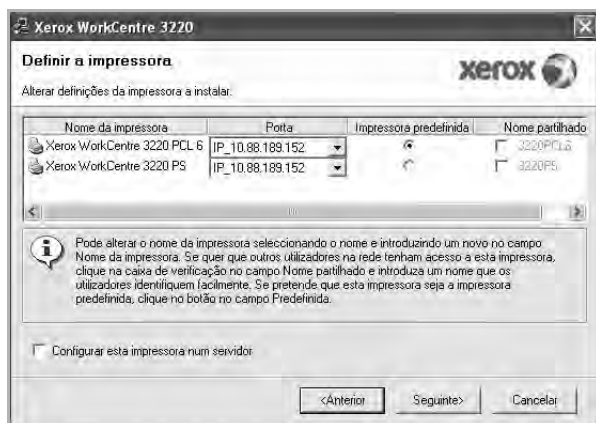 Xerox WorkCentre 3220
Definir a impressora
xerox
Alterar definições da impressora a instalar.
Nome da impressora Porta Impressora predefinida Nome partilhado
Xerox WorkCentre 3220 PCL 6 IP_10.88.189.152 3220PCL6
Xerox WorkCentre 3220 PS IP_10.88.189.152 3220PS
Pode alterar o nome da impressora seleccionando o nome e introduzindo um novo no campo
Nome da impressora. Se quer que outros utilizadores na rede tenham acesso a esta impressora,
clique na caixa de verificação no campo Nome partilhado e introduza um nome que os
utilizadores identifiquem facilmente. Se pretende que esta impressora seja a impressora
predefinida, clique no botão no campo Predefinida.
Configurar esta impressora num servidor
<Anterior Seguinte> Cancelar